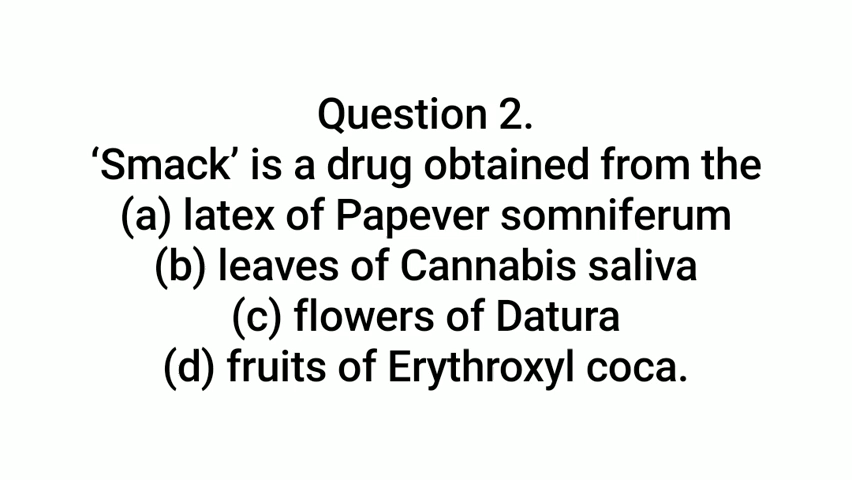 Question 2.
‘Smack’ is a drug obtained from the
(a) latex of Papever somniferum
(b) leaves of Cannabis saliva
(c) flowers of Datura
(d) fruits of Erythroxyl coca.